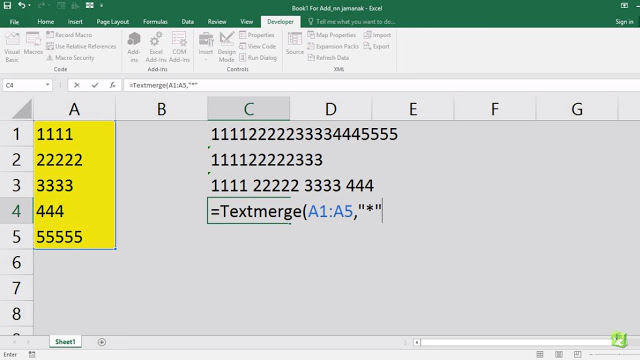 Book1 For Add_nn jamanak - Excel
File Home Insert Page Layout Formulas Data Review View Developer Tell me what you want to do...
Visual Basic Macros Record Macro Use Relative References Macro Security Add-ins Excel Add-ins COM Add-ins Insert Design Mode Properties View Code Run Dialog Source Map Properties Expansion Packs Refresh Data Import Export
Code Add-Ins Controls XML
C4 =Textmerge(A1:A5,"*"
A B C D E F G
1 1111 11112222233334445555
2 22222 111122222333
3 3333 1111 22222 3333 444
4 444 =Textmerge(A1:A5,"*"
5 55555
6
7
8
Sheet1
Enter